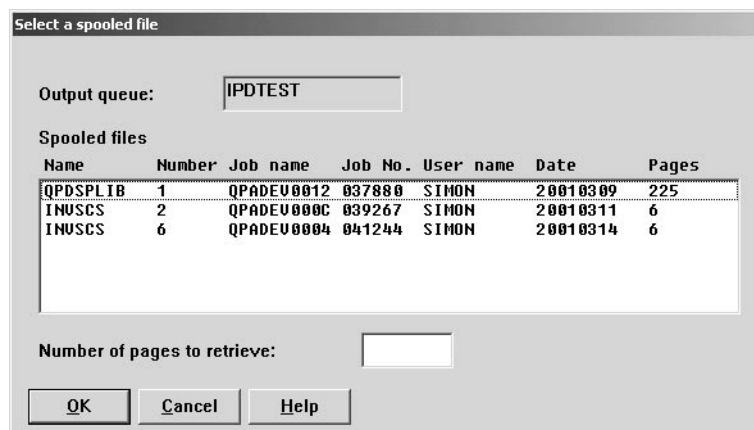 Select a spooled file
Output queue: IPDTEST
Spooled files
Name Number Job name Job No. User name Date Pages
QPDSPLIB 1 QPADEV0012 037880 SIMON 20010309 225
INVSCS 2 QPADEV000C 039267 SIMON 20010311 6
INVSCS 6 QPADEV0004 041244 SIMON 20010314 6
Number of pages to retrieve:
OK Cancel Help